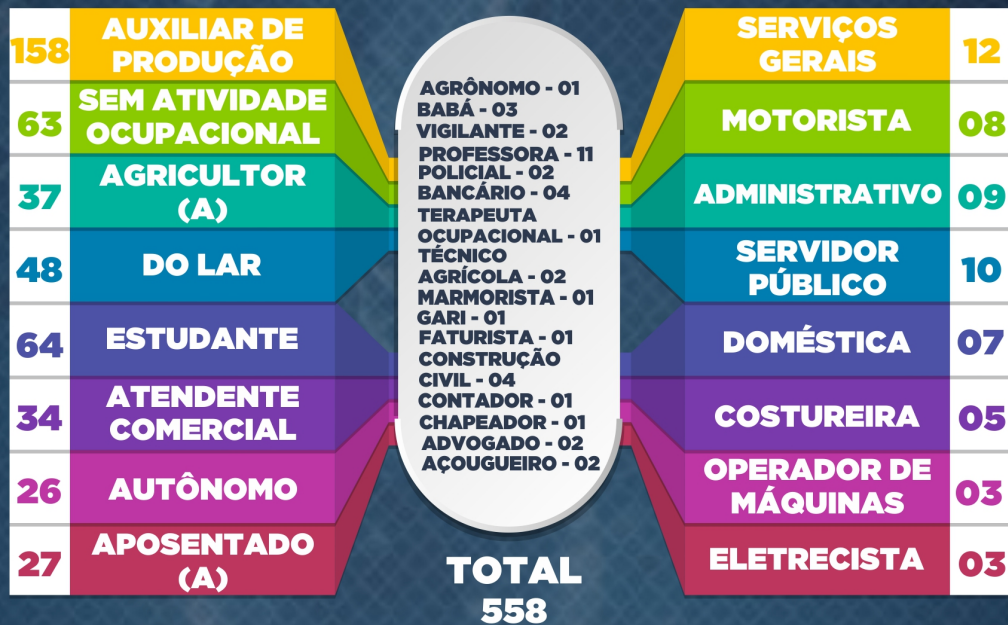 158
AUXILIAR DE
PRODUÇÃO
63
SEM ATIVIDADE
OCUPACIONAL
37
AGRICULTOR
(A)
48
DO LAR
64
ESTUDANTE
34
ATENDENTE
COMERCIAL
26
AUTÔNOMO
27
APOSENTADO
(A)
AGRÔNOMO - 01
BABÁ - 03
VIGILANTE - 02
PROFESSORA - 11
POLICIAL - 02
BANCÁRIO - 04
TERAPEUTA
OCUPACIONAL - 01
TÉCNICO
AGRÍCOLA - 02
MARMORISTA - 01
GARI - 01
FATURISTA - 01
CONSTRUÇÃO
CIVIL - 04
CONTADOR - 01
CHAPEADOR - 01
ADVOGADO - 02
AÇOUGUEIRO - 02
TOTAL
558
SERVIÇOS
GERAIS
12
MOTORISTA
08
ADMINISTRATIVO
09
SERVIDOR
PÚBLICO
10
DOMÉSTICA
07
COSTUREIRA
05
OPERADOR DE
MÁQUINAS
03
ELETRECISTA
03